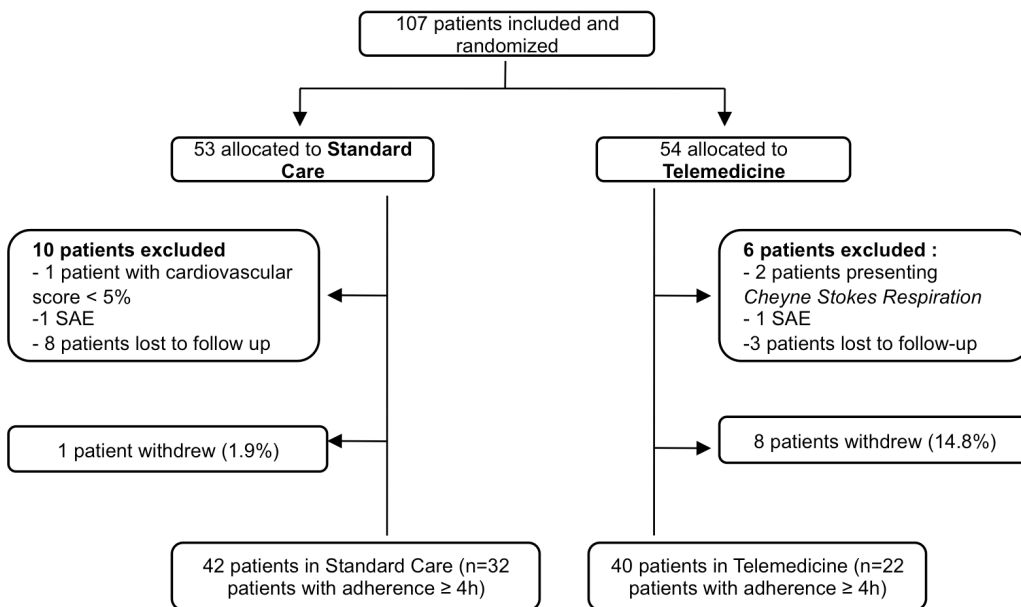 107 patients included and
randomized
53 allocated to Standard
Care
54 allocated to
Telemedicine
10 patients excluded
- 1 patient with cardiovascular
score < 5%
-1 SAE
- 8 patients lost to follow up
6 patients excluded :
- 2 patients presenting
Cheyne Stokes Respiration
- 1 SAE
-3 patients lost to follow-up
1 patient withdrew (1.9%)
8 patients withdrew (14.8%)
42 patients in Standard Care (n=32
patients with adherence ≥ 4h)
40 patients in Telemedicine (n=22
patients with adherence ≥ 4h)